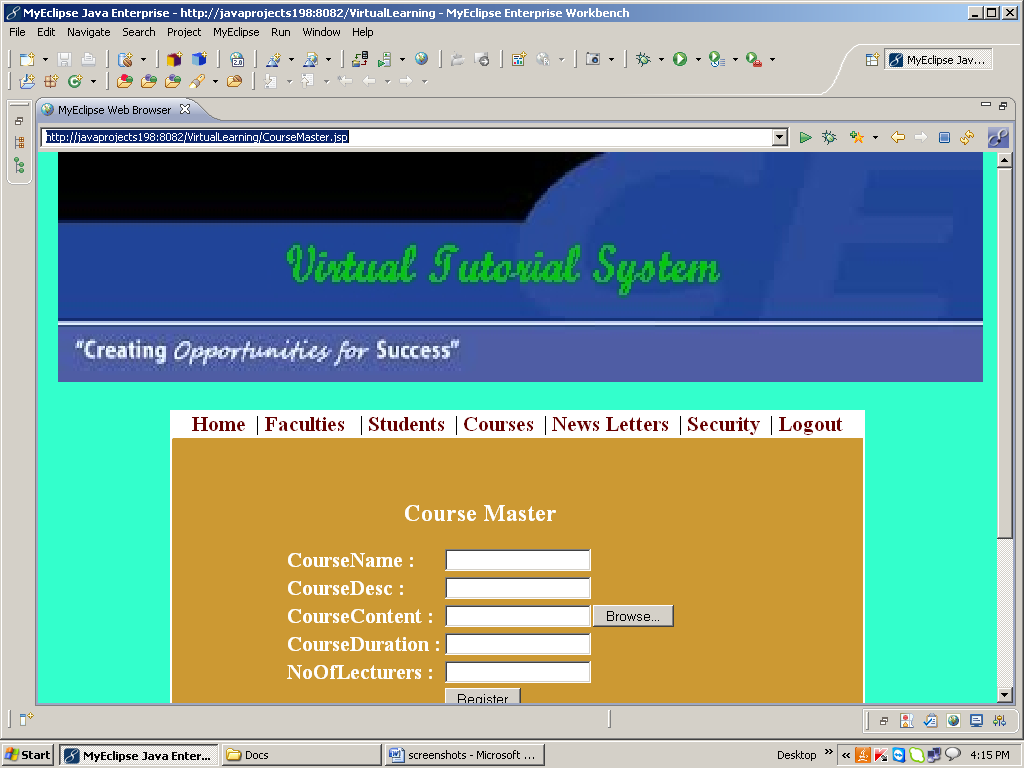 MyEclipse Java Enterprise - http://javaprojects198:8082/VirtualLearning - MyEclipse Enterprise Workbench
File Edit Navigate Search Project MyEclipse Run Window Help
2.0
MyEclipse Jav...
MyEclipse Web Browser
http://javaprojects198:8082/VirtualLearning/CourseMaster.jsp
CE
Virtual Tutorial System
"Creating Opportunities for Success"
Home | Faculties | Students | Courses | News Letters | Security | Logout
Course Master
CourseName :
CourseDesc :
CourseContent : Browse...
CourseDuration :
NoOfLecturers :
Register
Start MyEclipse Java Enter... Docs screenshots - Microsoft ... Desktop » « 4:15 PM